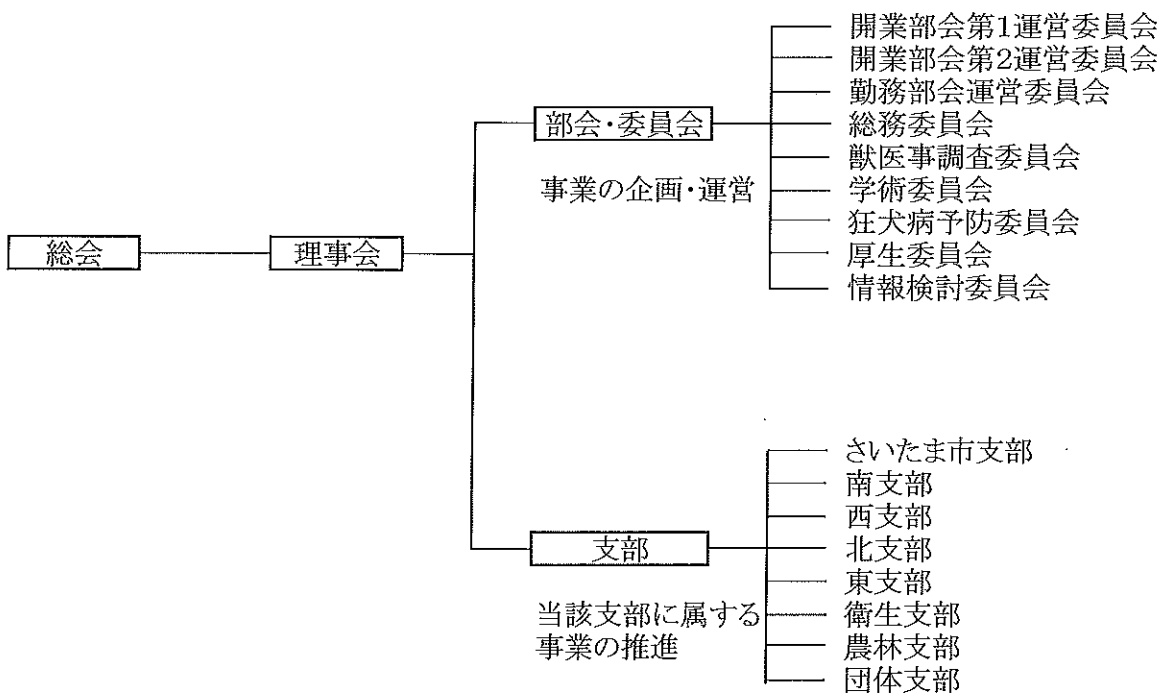 総会
理事会
部会・委員会
事業の企画・運営
開業部会第1運営委員会
開業部会第2運営委員会
勤務部会運営委員会
総務委員会
獣医事調査委員会
学術委員会
狂犬病予防委員会
厚生委員会
情報検討委員会
支部
当該支部に属する
事業の推進
さいたま市支部
南支部
西支部
北支部
東支部
衛生支部
農林支部
団体支部